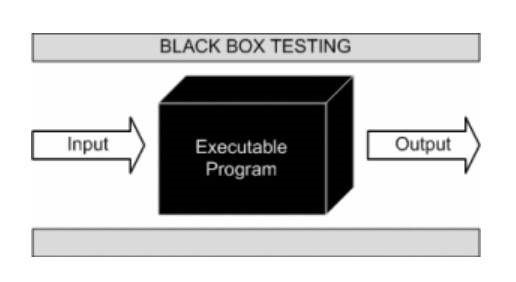 BLACK BOX TESTING
Input
Executable
Program
Output